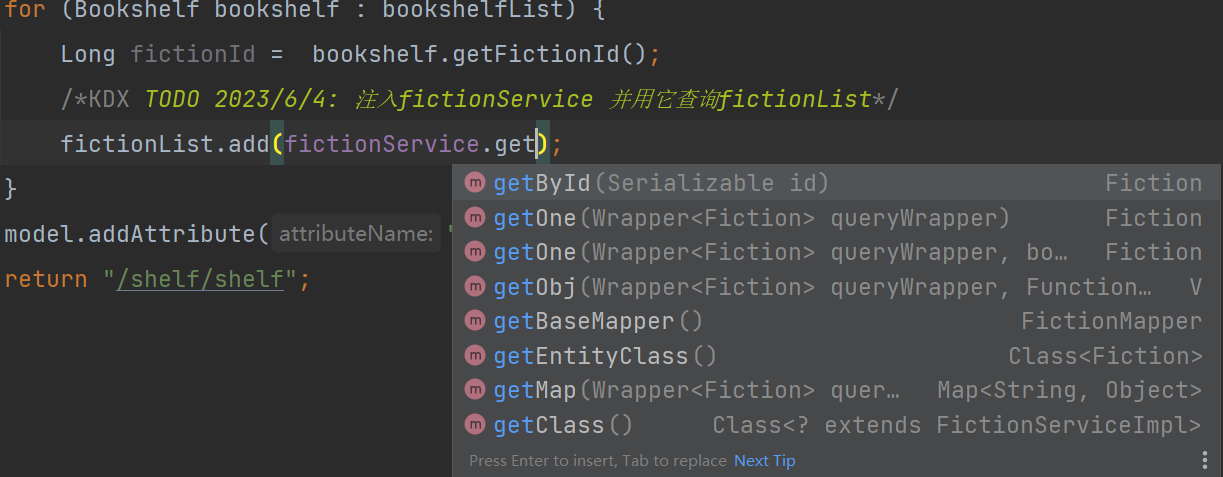 for (Bookshelf bookshelf : bookshelfList) {
Long fictionId =  bookshelf.getFictionId();
/*KDX TODO 2023/6/4: 注入fictionService 并用它查询fictionList*/
fictionList.add(fictionService.get);
m getById(Serializable id) Fiction
}
m getOne(Wrapper<Fiction> queryWrapper) Fiction
model.addAttribute( attributeName: "
m getOne(Wrapper<Fiction> queryWrapper, bo… Fiction
return "/shelf/shelf";
m getObj(Wrapper<Fiction> queryWrapper, Function… V
m getBaseMapper() FictionMapper
m getEntityClass() Class<Fiction>
m getMap(Wrapper<Fiction> quer… Map<String, Object>
m getClass() Class<? extends FictionServiceImpl>
Press Enter to insert, Tab to replace Next Tip